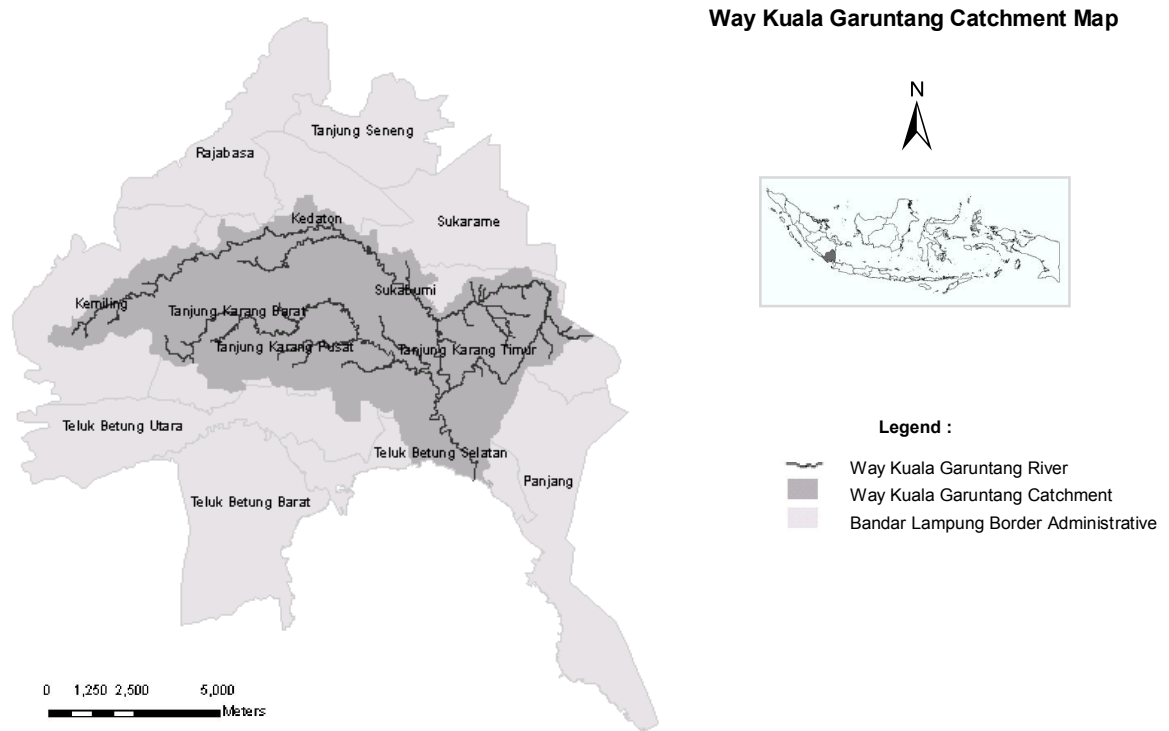 Way Kuala Garuntang Catchment Map
N
Tanjung Seneng
Rajabasa
Kedaton
Sukarame
Sukabumi
Kemiling
Tanjung Karang Barat
Tanjung Karang Pusat
Tanjung Karang Timur
Teluk Betung Utara
Teluk Betung Selatan
Panjang
Teluk Betung Barat
Legend :
Way Kuala Garuntang River
Way Kuala Garuntang Catchment
Bandar Lampung Border Administrative
0 1,250 2,500 5,000
Meters